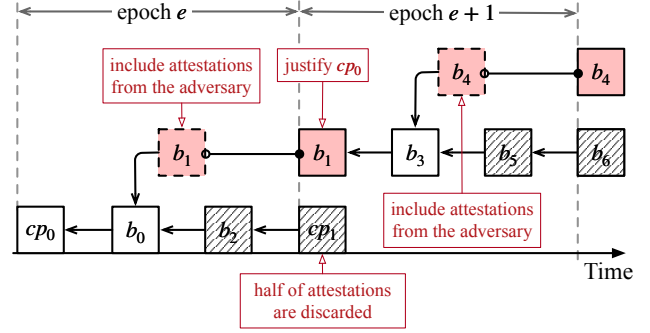 epoch e
epoch e + 1
include attestations
from the adversary
justify cp₀
b₄
b₄
b₁
b₁
b₃
b₅
b₆
include attestations
from the adversary
cp₀
b₀
b₂
cp₁
Time
half of attestations
are discarded